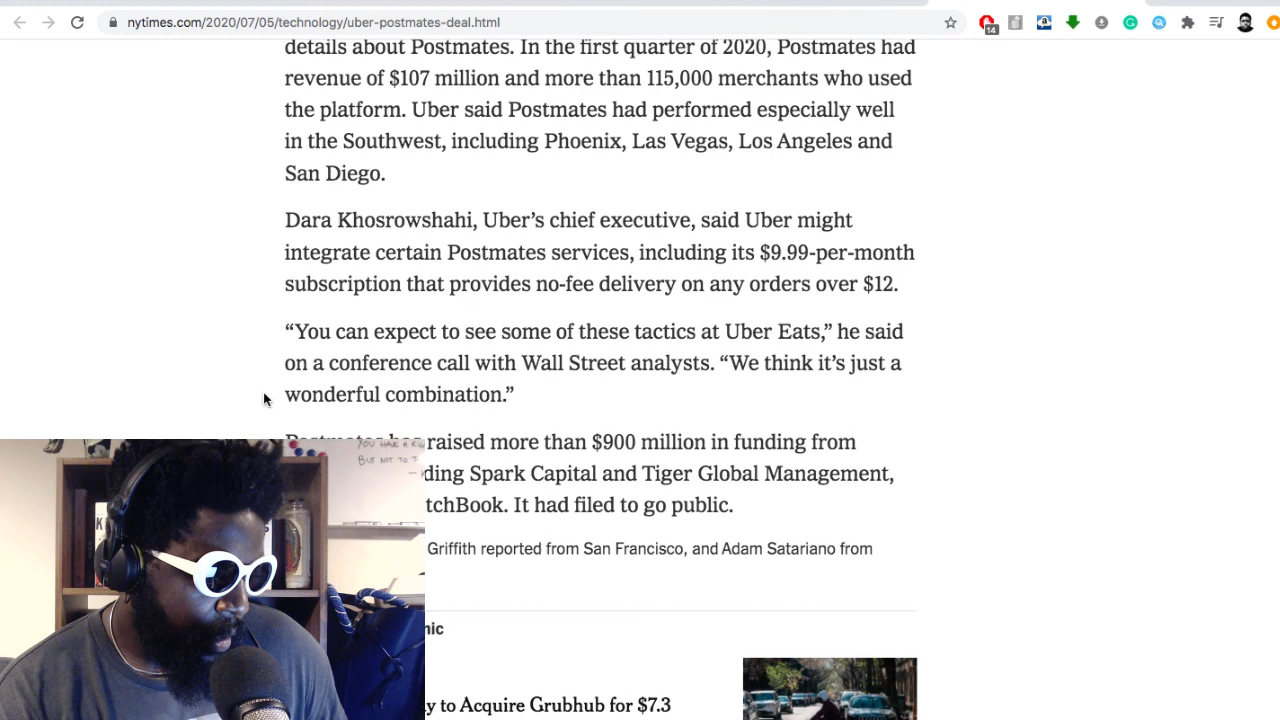 nytimes.com/2020/07/05/technology/uber-postmates-deal.html
14
details about Postmates. In the first quarter of 2020, Postmates had
revenue of $107 million and more than 115,000 merchants who used
the platform. Uber said Postmates had performed especially well
in the Southwest, including Phoenix, Las Vegas, Los Angeles and
San Diego.
Dara Khosrowshahi, Uber’s chief executive, said Uber might
integrate certain Postmates services, including its $9.99-per-month
subscription that provides no-fee delivery on any orders over $12.
“You can expect to see some of these tactics at Uber Eats,” he said
on a conference call with Wall Street analysts. “We think it’s just a
wonderful combination.”
raised more than $900 million in funding from
ding Spark Capital and Tiger Global Management,
tchBook. It had filed to go public.
Griffith reported from San Francisco, and Adam Satariano from
nic
y to Acquire Grubhub for $7.3
YOU HAVE A
BUT NOT TO